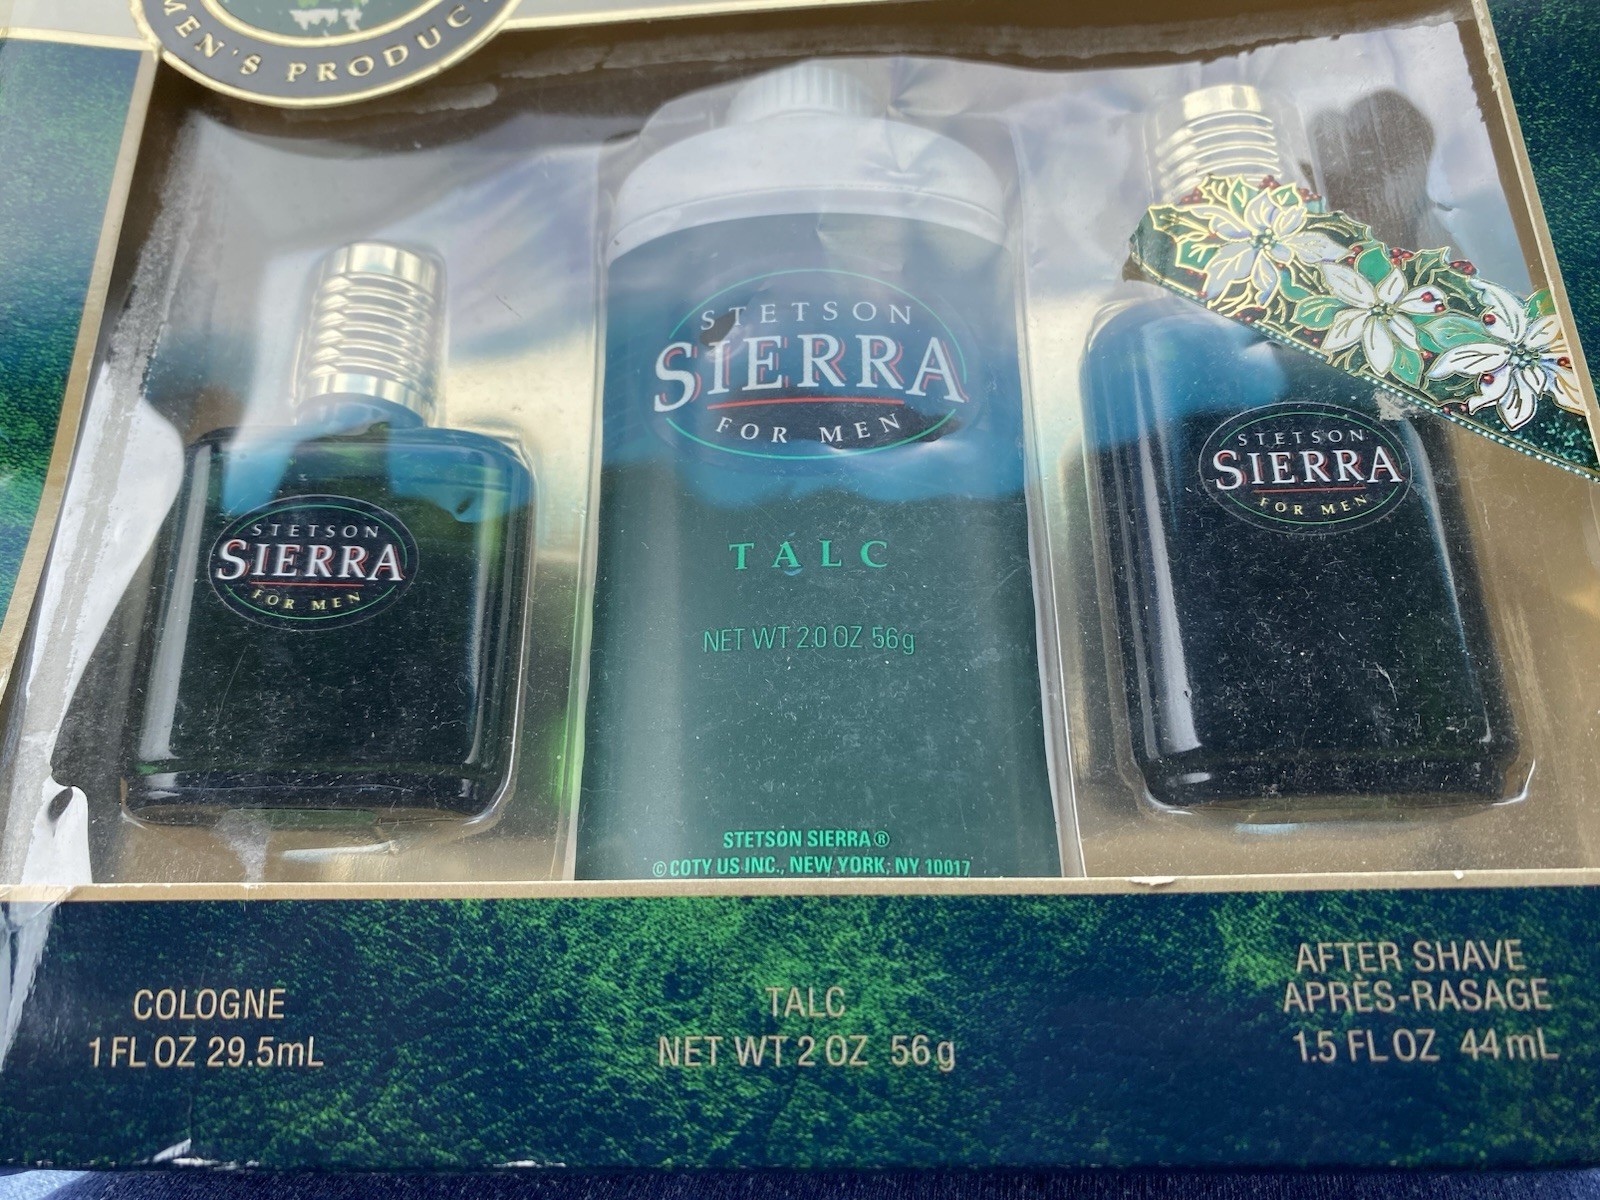 MEN'S PRODUCT
STETSON
SIERRA
FOR MEN
STETSON
SIERRA
FOR MEN
TALC
NET WT 2.0 OZ 56g
STETSON SIERRA®
© COTY US INC., NEW YORK, NY 10017
STETSON
SIERRA
FOR MEN
COLOGNE
1 FL OZ 29.5mL
TALC
NET WT 2 OZ 56g
AFTER SHAVE
APRÈS-RASAGE
1.5 FL OZ 44mL